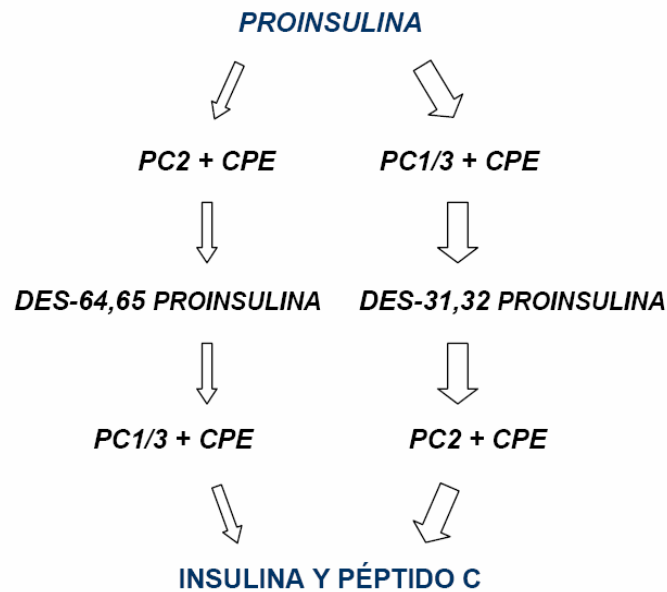 PROINSULINA
PC2 + CPE
PC1/3 + CPE
DES-64,65 PROINSULINA
DES-31,32 PROINSULINA
PC1/3 + CPE
PC2 + CPE
INSULINA Y PÉPTIDO C